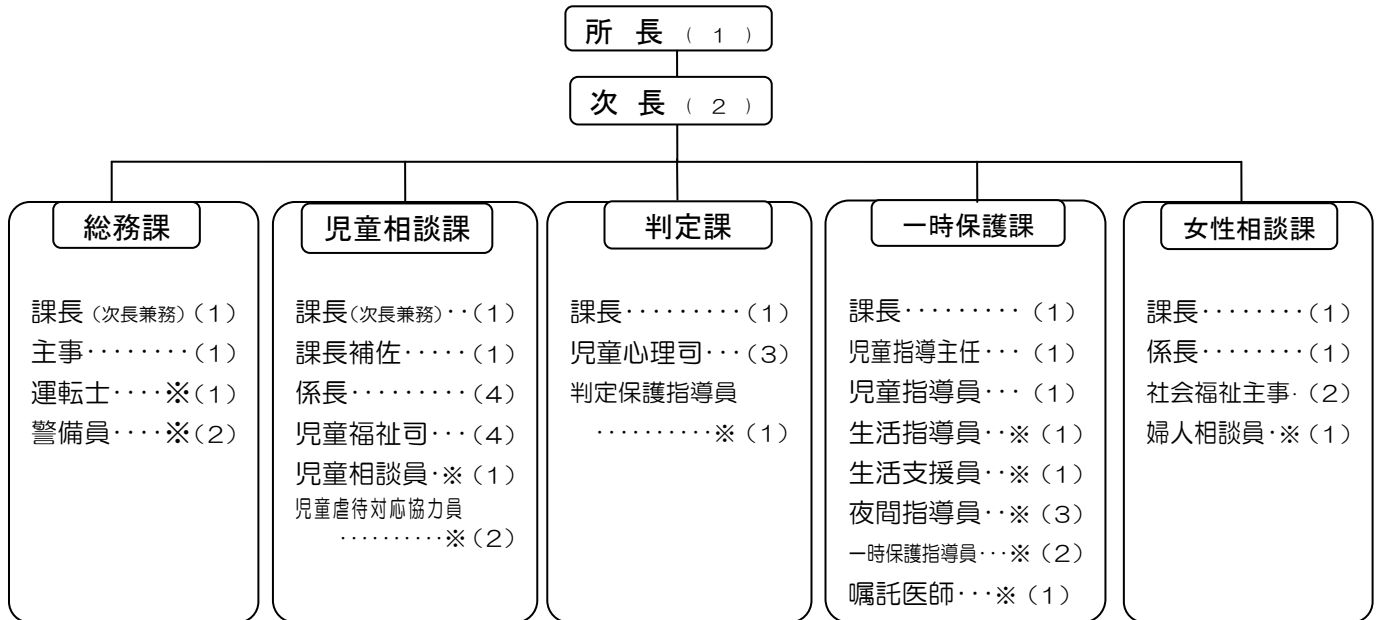 所 長 ( 1 )
次 長 ( 2 )
総務課
課長 (次長兼務) (1)
主事········(1)
運転士····※(1)
警備員····※(2)
児童相談課
課長(次長兼務)··(1)
課長補佐·····(1)
係長·········(4)
児童福祉司···(4)
児童相談員·※(1)
児童虐待対応協力員
··········※(2)
判定課
課長·········(1)
児童心理司···(3)
判定保護指導員
··········※(1)
一時保護課
課長·········(1)
児童指導主任···(1)
児童指導員···(1)
生活指導員··※(1)
生活支援員··※(1)
夜間指導員··※(3)
一時保護指導員···※(2)
嘱託医師···※(1)
女性相談課
課長········(1)
係長········(1)
社会福祉主事·(2)
婦人相談員·※(1)